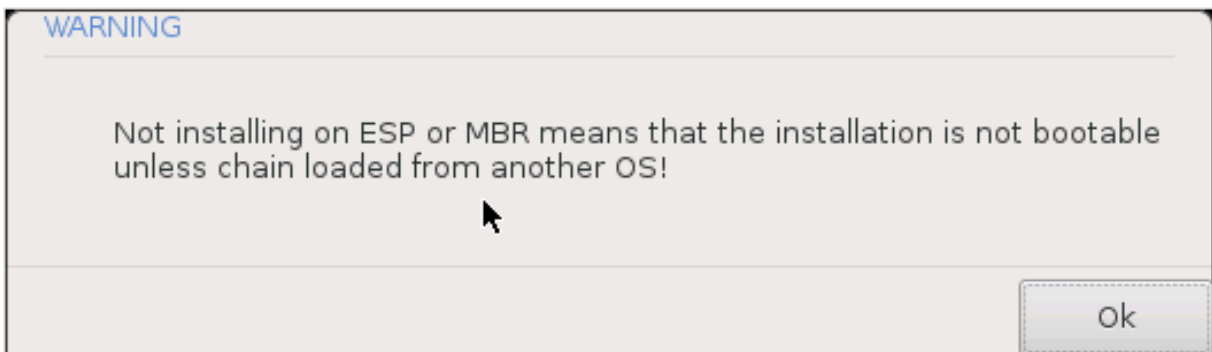 WARNING
Not installing on ESP or MBR means that the installation is not bootable
unless chain loaded from another OS!
Ok